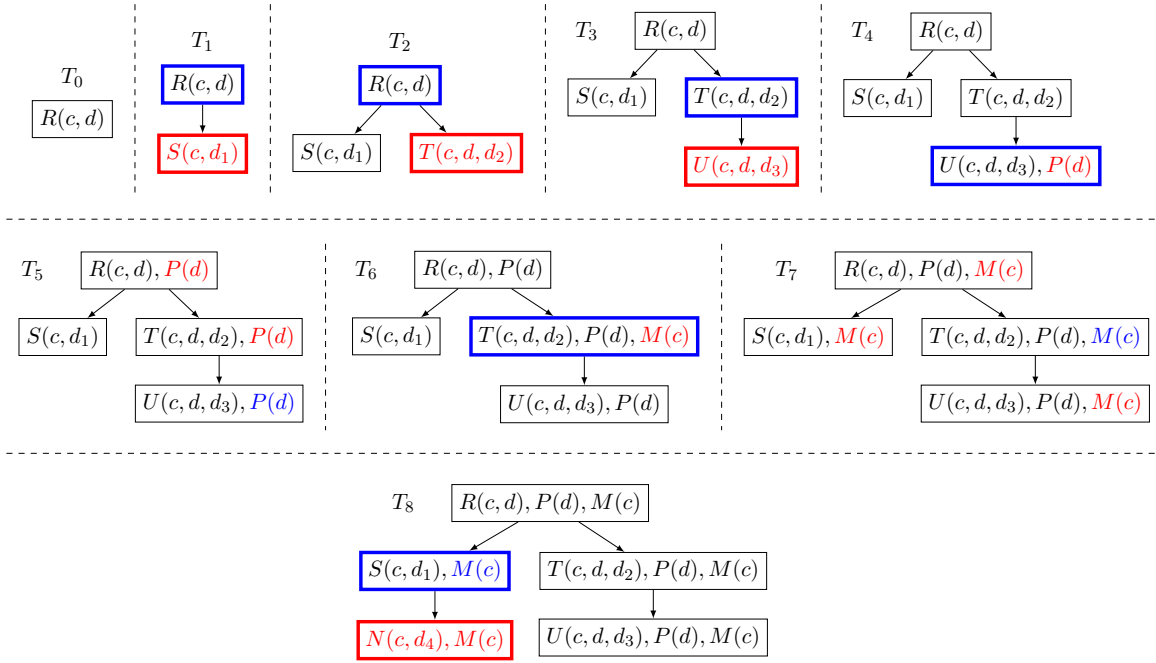 T₀
R(c, d)
T₁
R(c, d)
S(c, d₁)
T₂
R(c, d)
S(c, d₁) T(c, d, d₂)
T₃ R(c, d)
S(c, d₁) T(c, d, d₂)
U(c, d, d₃)
T₄ R(c, d)
S(c, d₁) T(c, d, d₂)
U(c, d, d₃), P(d)
T₅ R(c, d), P(d)
S(c, d₁) T(c, d, d₂), P(d)
U(c, d, d₃), P(d)
T₆ R(c, d), P(d)
S(c, d₁) T(c, d, d₂), P(d), M(c)
U(c, d, d₃), P(d)
T₇ R(c, d), P(d), M(c)
S(c, d₁), M(c) T(c, d, d₂), P(d), M(c)
U(c, d, d₃), P(d), M(c)
T₈ R(c, d), P(d), M(c)
S(c, d₁), M(c) T(c, d, d₂), P(d), M(c)
N(c, d₄), M(c) U(c, d, d₃), P(d), M(c)